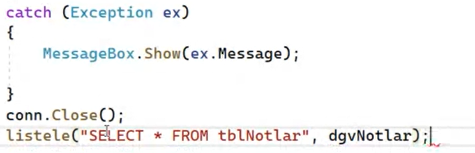 catch (Exception ex)
{
MessageBox.Show(ex.Message);
}
conn.Close();
listele("SELECT * FROM tblNotlar", dgvNotlar);